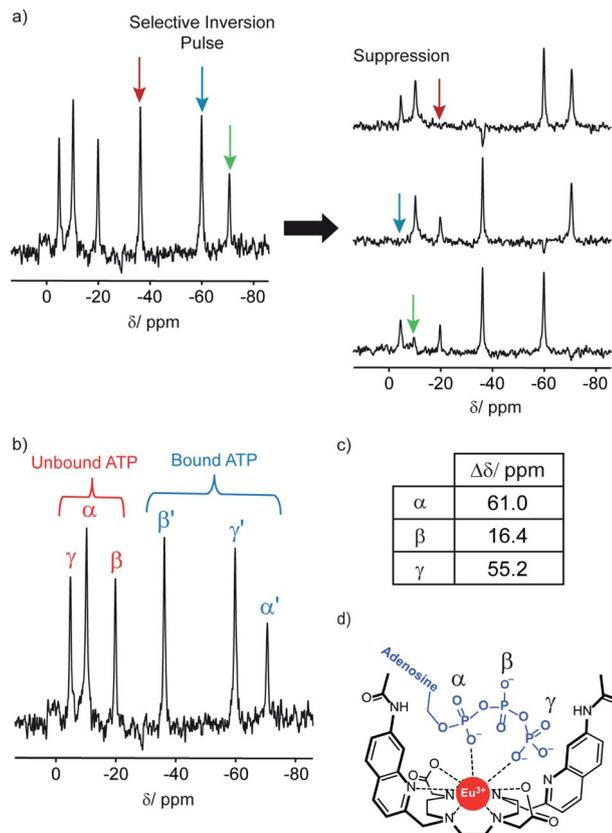 a)
Selective Inversion
Pulse
Suppression
0 -20 -40 -60 -80
δ/ ppm
0 -20 -40 -60 -80
δ/ ppm
b)
Unbound ATP
Bound ATP
α
γ
β
β'
γ'
α'
0 -20 -40 -60 -80
δ/ ppm
c)
Δδ/ ppm
α 61.0
β 16.4
γ 55.2
d)
Adenosine
α
β
γ
O O⁻
O P O P O
O⁻ O O P O
O⁻ O⁻
O NH
NH O
O O
O O
N N N N
N N
Eu³⁺